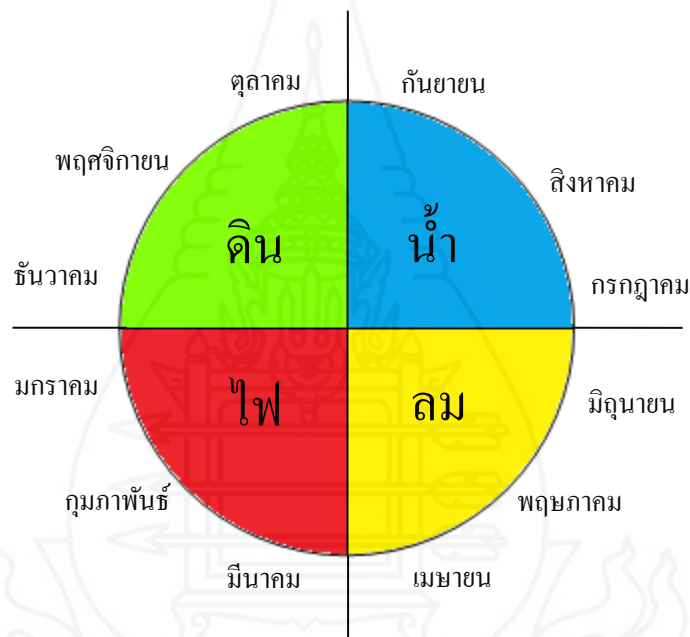 ตุลาคม
กันยายน
พฤศจิกายน
สิงหาคม
ดิน
น้ำ
ธันวาคม
กรกฎาคม
มกราคม
ไฟ
ลม
มิถุนายน
กุมภาพันธ์
พฤษภาคม
มีนาคม
เมษายน